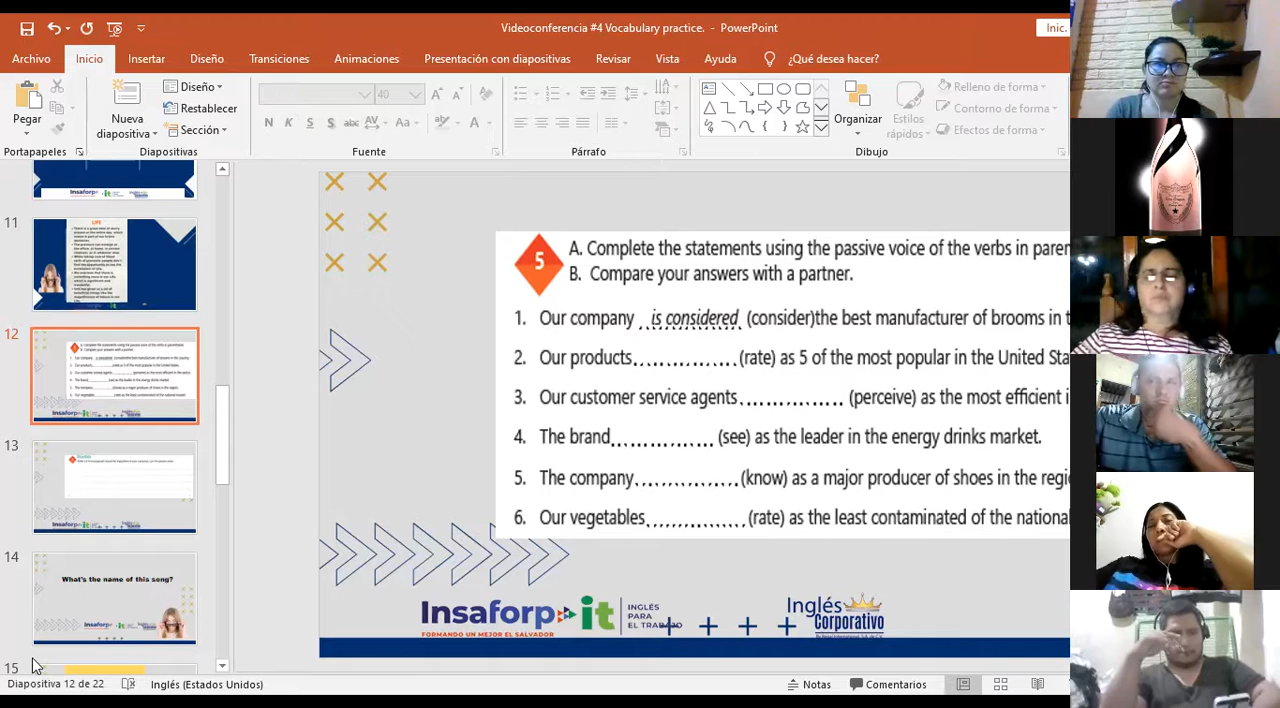 Videoconferencia #4 Vocabulary practice. - PowerPoint
Inic.
Archivo Inicio Insertar Diseño Transiciones Animaciones Presentación con diapositivas Revisar Vista Ayuda ¿Qué desea hacer?
Pegar
Nueva diapositiva
Diseño
Restablecer
Sección
40
N K S S abc AV Aa A
Organizar
Estilos rápidos
Relleno de forma
Contorno de forma
Efectos de forma
Portapapeles Diapositivas Fuente Párrafo Dibujo
11
LIFE
12
13
14
What's the name of this song?
15
5
A. Complete the statements using the passive voice of the verbs in paren
B. Compare your answers with a partner.
1. Our company is considered (consider)the best manufacturer of brooms in t
2. Our products (rate) as 5 of the most popular in the United Sta
3. Our customer service agents (perceive) as the most efficient i
4. The brand (see) as the leader in the energy drinks market.
5. The company (know) as a major producer of shoes in the regi
6. Our vegetables (rate) as the least contaminated of the national
Insaforp it
FORMANDO UN MEJOR EL SALVADOR
INGLÉS
PARA
EL TRABAJO
Inglés
Corporativo
Diapositiva 12 de 22 Inglés (Estados Unidos) Notas Comentarios